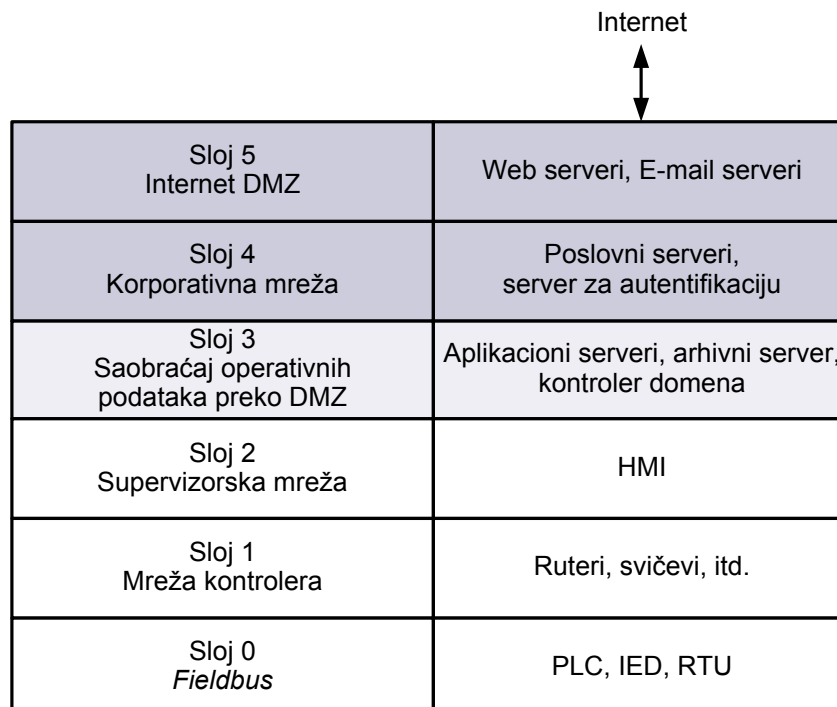 Internet
Sloj 5
Internet DMZ
Web serveri, E-mail serveri
Sloj 4
Korporativna mreža
Poslovni serveri,
server za autentifikaciju
Sloj 3
Saobraćaj operativnih
podataka preko DMZ
Aplikacioni serveri, arhivni server,
kontroler domena
Sloj 2
Supervizorska mreža
HMI
Sloj 1
Mreža kontrolera
Ruteri, svičevi, itd.
Sloj 0
Fieldbus
PLC, IED, RTU